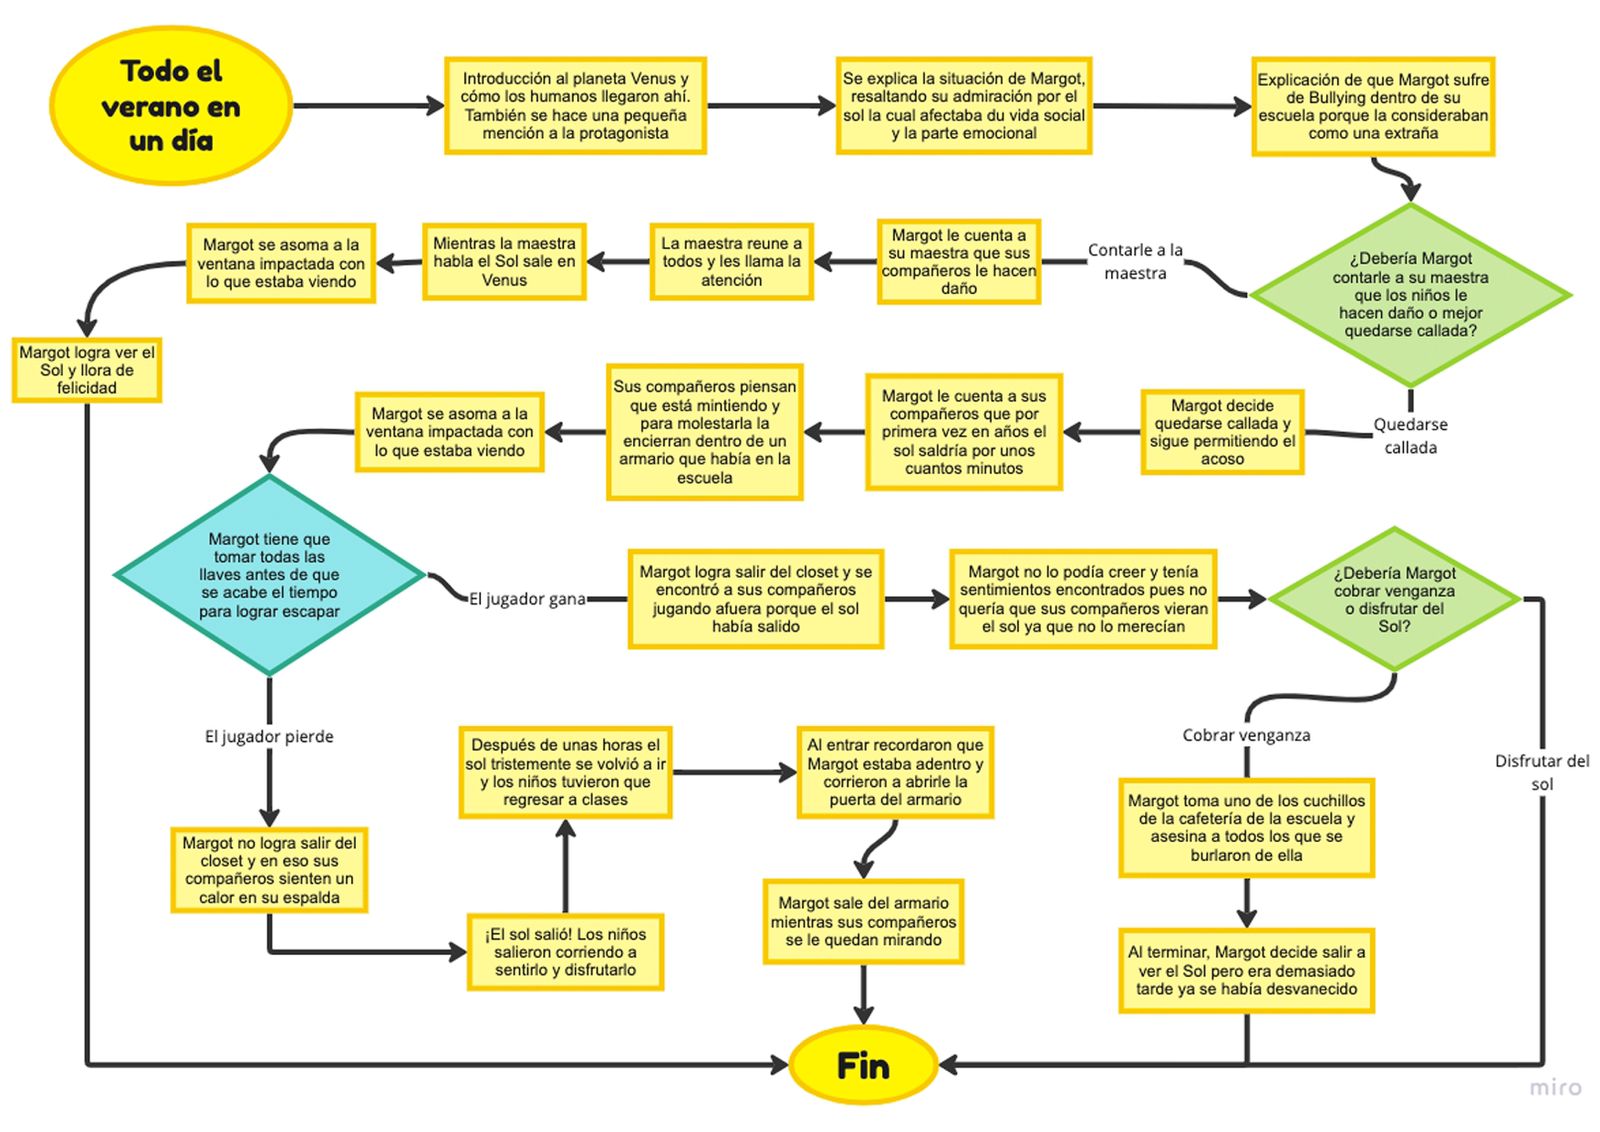 Todo el
verano en
un día
Introducción al planeta Venus y
cómo los humanos llegaron ahí.
También se hace una pequeña
mención a la protagonista
Se explica la situación de Margot,
resaltando su admiración por el
sol la cual afectaba du vida social
y la parte emocional
Explicación de que Margot sufre
de Bullying dentro de su
escuela porque la consideraban
como una extraña
¿Debería Margot
contarle a su maestra
que los niños le
hacen daño o mejor
quedarse callada?
Contarle a la
maestra
Margot le cuenta a
su maestra que sus
compañeros le hacen
daño
La maestra reune a
todos y les llama la
atención
Mientras la maestra
habla el Sol sale en
Venus
Margot se asoma a la
ventana impactada con
lo que estaba viendo
Margot logra ver el
Sol y llora de
felicidad
Quedarse
callada
Margot decide
quedarse callada y
sigue permitiendo el
acoso
Margot le cuenta a sus
compañeros que por
primera vez en años el
sol saldría por unos
cuantos minutos
Sus compañeros piensan
que está mintiendo y
para molestarla la
encierran dentro de un
armario que había en la
escuela
Margot se asoma a la
ventana impactada con
lo que estaba viendo
Margot tiene que
tomar todas las
llaves antes de que
se acabe el tiempo
para lograr escapar
El jugador gana
Margot logra salir del closet y se
encontró a sus compañeros
jugando afuera porque el sol
había salido
Margot no lo podía creer y tenía
sentimientos encontrados pues no
quería que sus compañeros vieran
el sol ya que no lo merecían
¿Debería Margot
cobrar venganza
o disfrutar del
Sol?
El jugador pierde
Margot no logra salir del
closet y en eso sus
compañeros sienten un
calor en su espalda
¡El sol salió! Los niños
salieron corriendo a
sentirlo y disfrutarlo
Después de unas horas el
sol tristemente se volvió a ir
y los niños tuvieron que
regresar a clases
Al entrar recordaron que
Margot estaba adentro y
corrieron a abrirle la
puerta del armario
Margot sale del armario
mientras sus compañeros
se le quedan mirando
Cobrar venganza
Margot toma uno de los cuchillos
de la cafetería de la escuela y
asesina a todos los que se
burlaron de ella
Al terminar, Margot decide salir a
ver el Sol pero era demasiado
tarde ya se había desvanecido
Disfrutar del
sol
Fin
miro